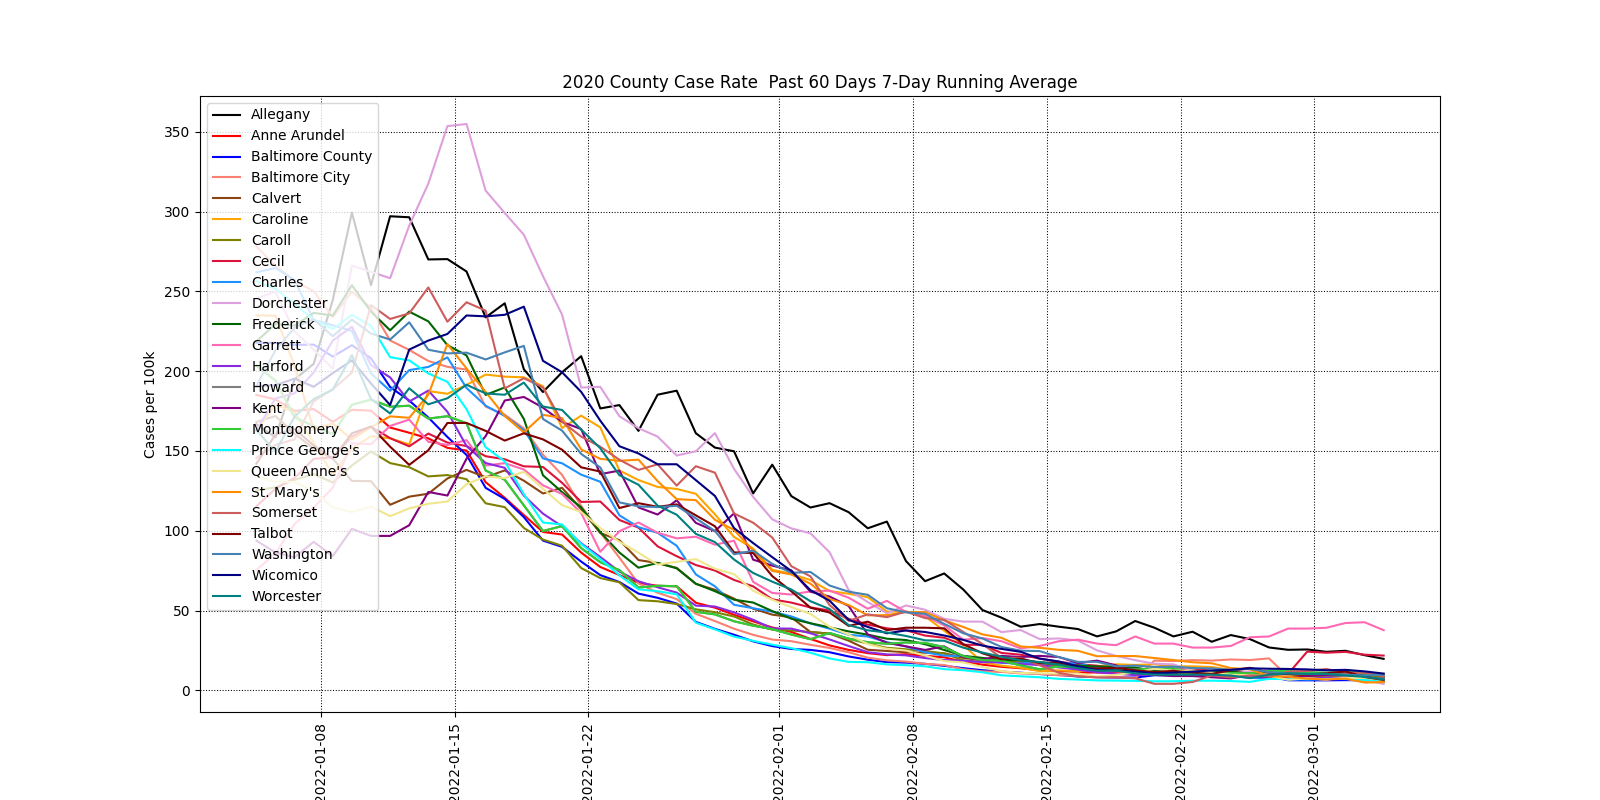 2020 County Case Rate  Past 60 Days 7-Day Running Average
Cases per 100k
350
300
250
200
150
100
50
0
Allegany
Anne Arundel
Baltimore County
Baltimore City
Calvert
Caroline
Caroll
Cecil
Charles
Dorchester
Frederick
Garrett
Harford
Howard
Kent
Montgomery
Prince George's
Queen Anne's
St. Mary's
Somerset
Talbot
Washington
Wicomico
Worcester
2022-01-08
2022-01-15
2022-01-22
2022-02-01
2022-02-08
2022-02-15
2022-02-22
2022-03-01